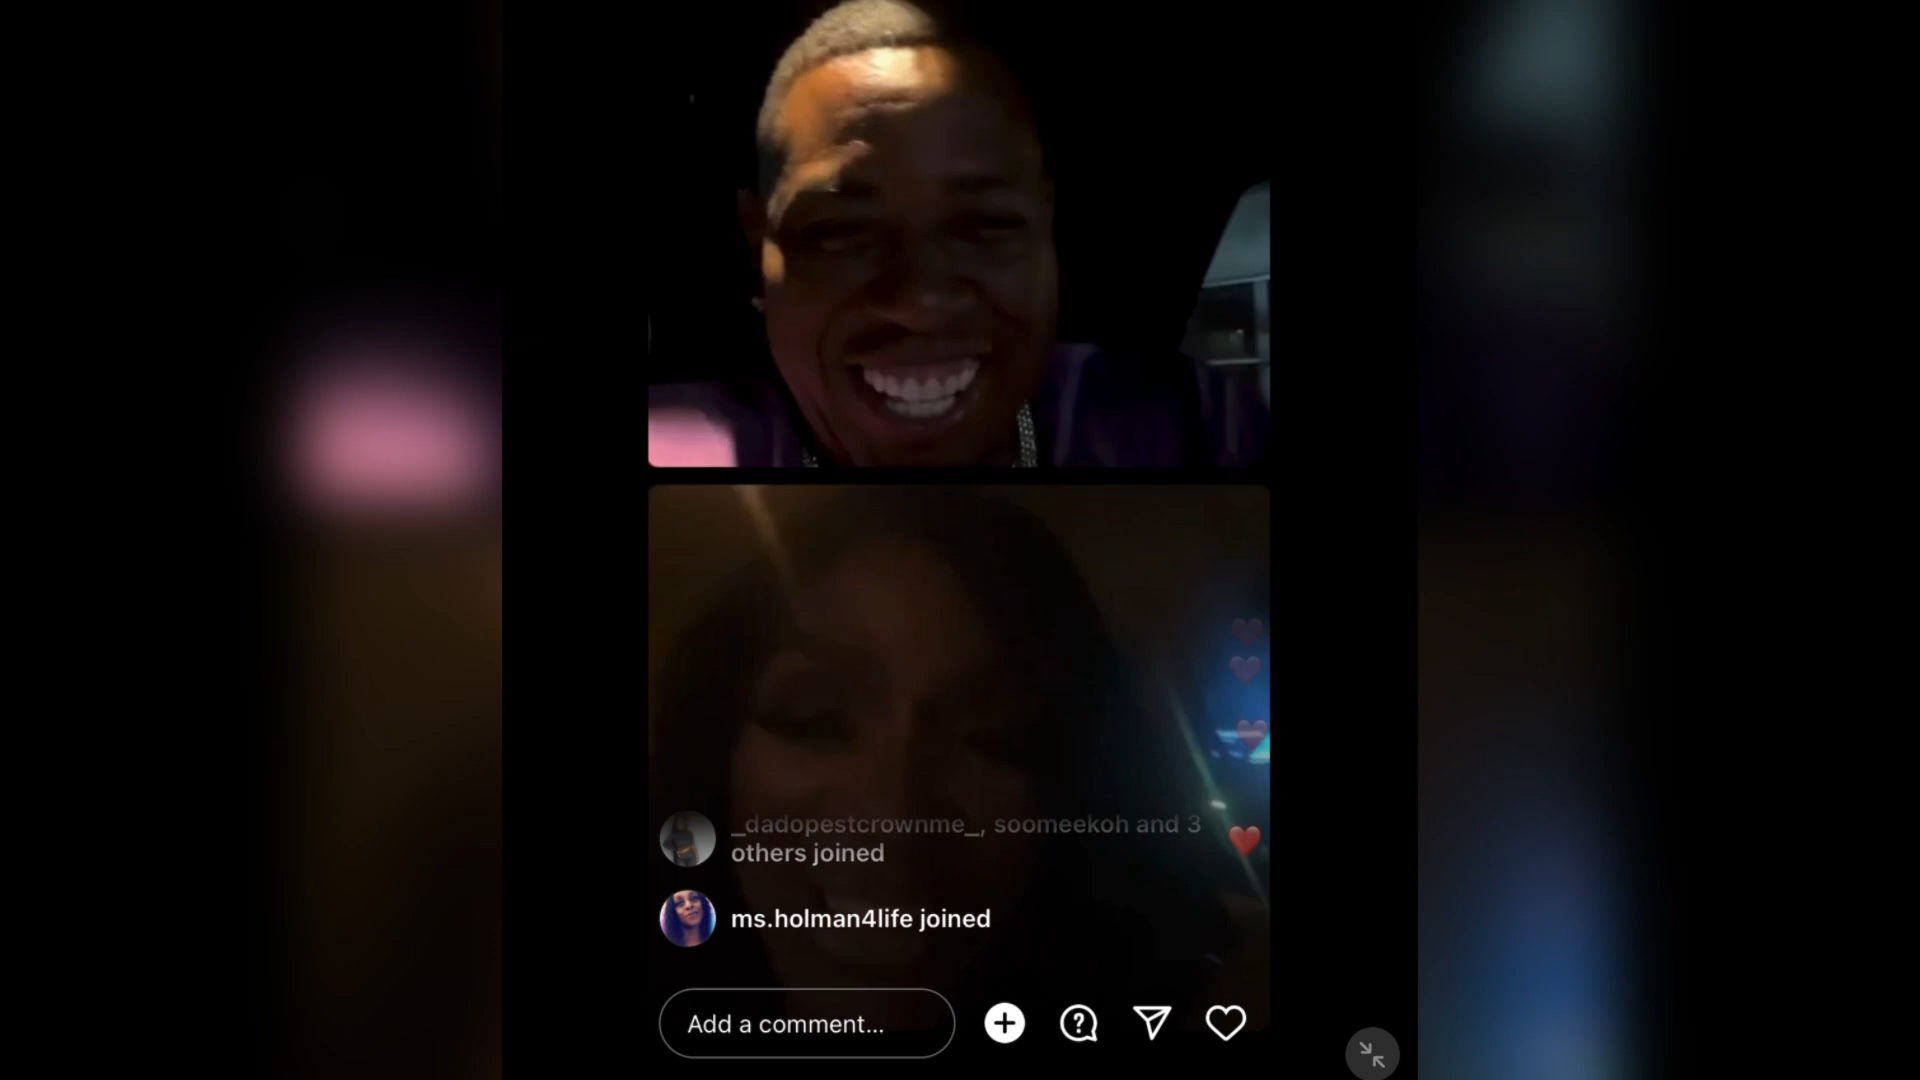 _dadopestcrownme_, soomeekoh and 3
others joined
ms.holman4life joined
Add a comment...